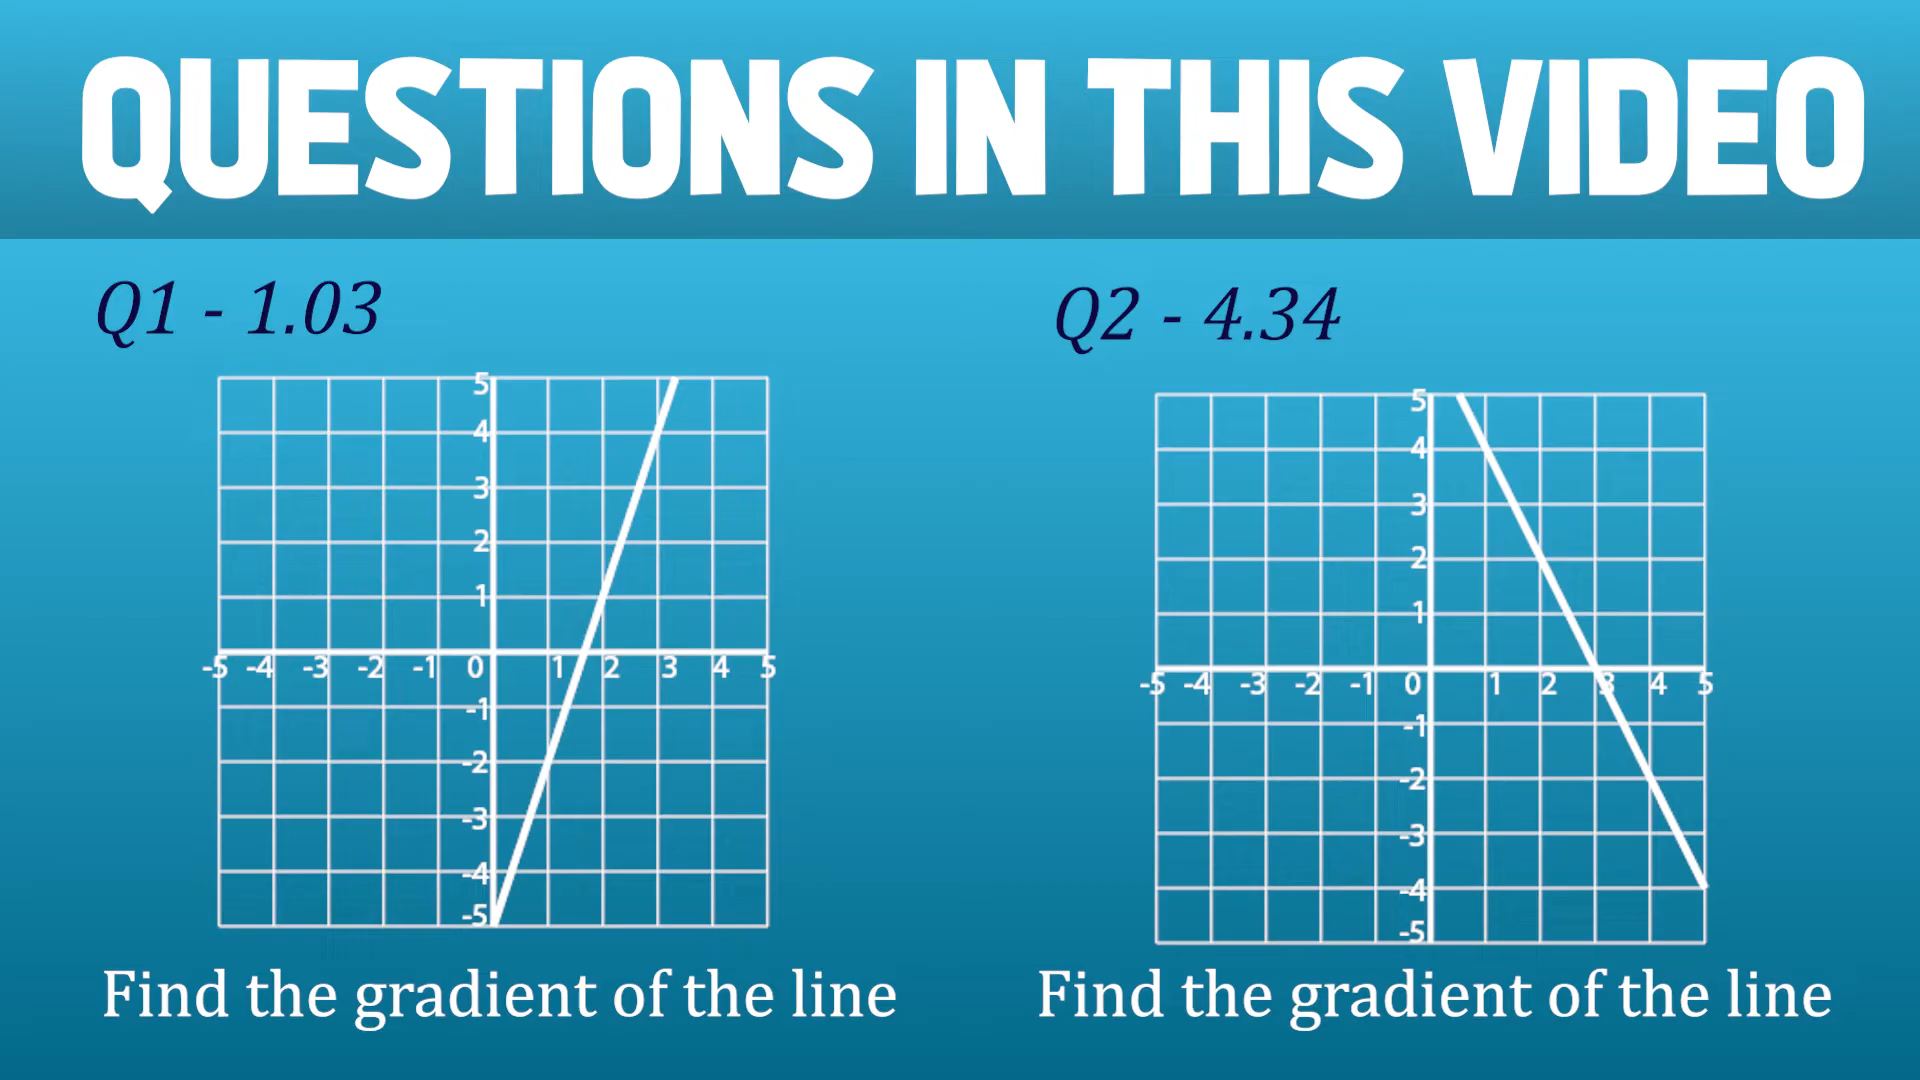 QUESTIONS IN THIS VIDEO
Q1 - 1.03
Q2 - 4.34
5
4
3
2
1
-5 -4 -3 -2 -1 0 1 2 3 4 5
-1
-2
-3
-4
-5
5
4
3
2
1
-5 -4 -3 -2 -1 0 1 2 3 4 5
-1
-2
-3
-4
-5
Find the gradient of the line
Find the gradient of the line